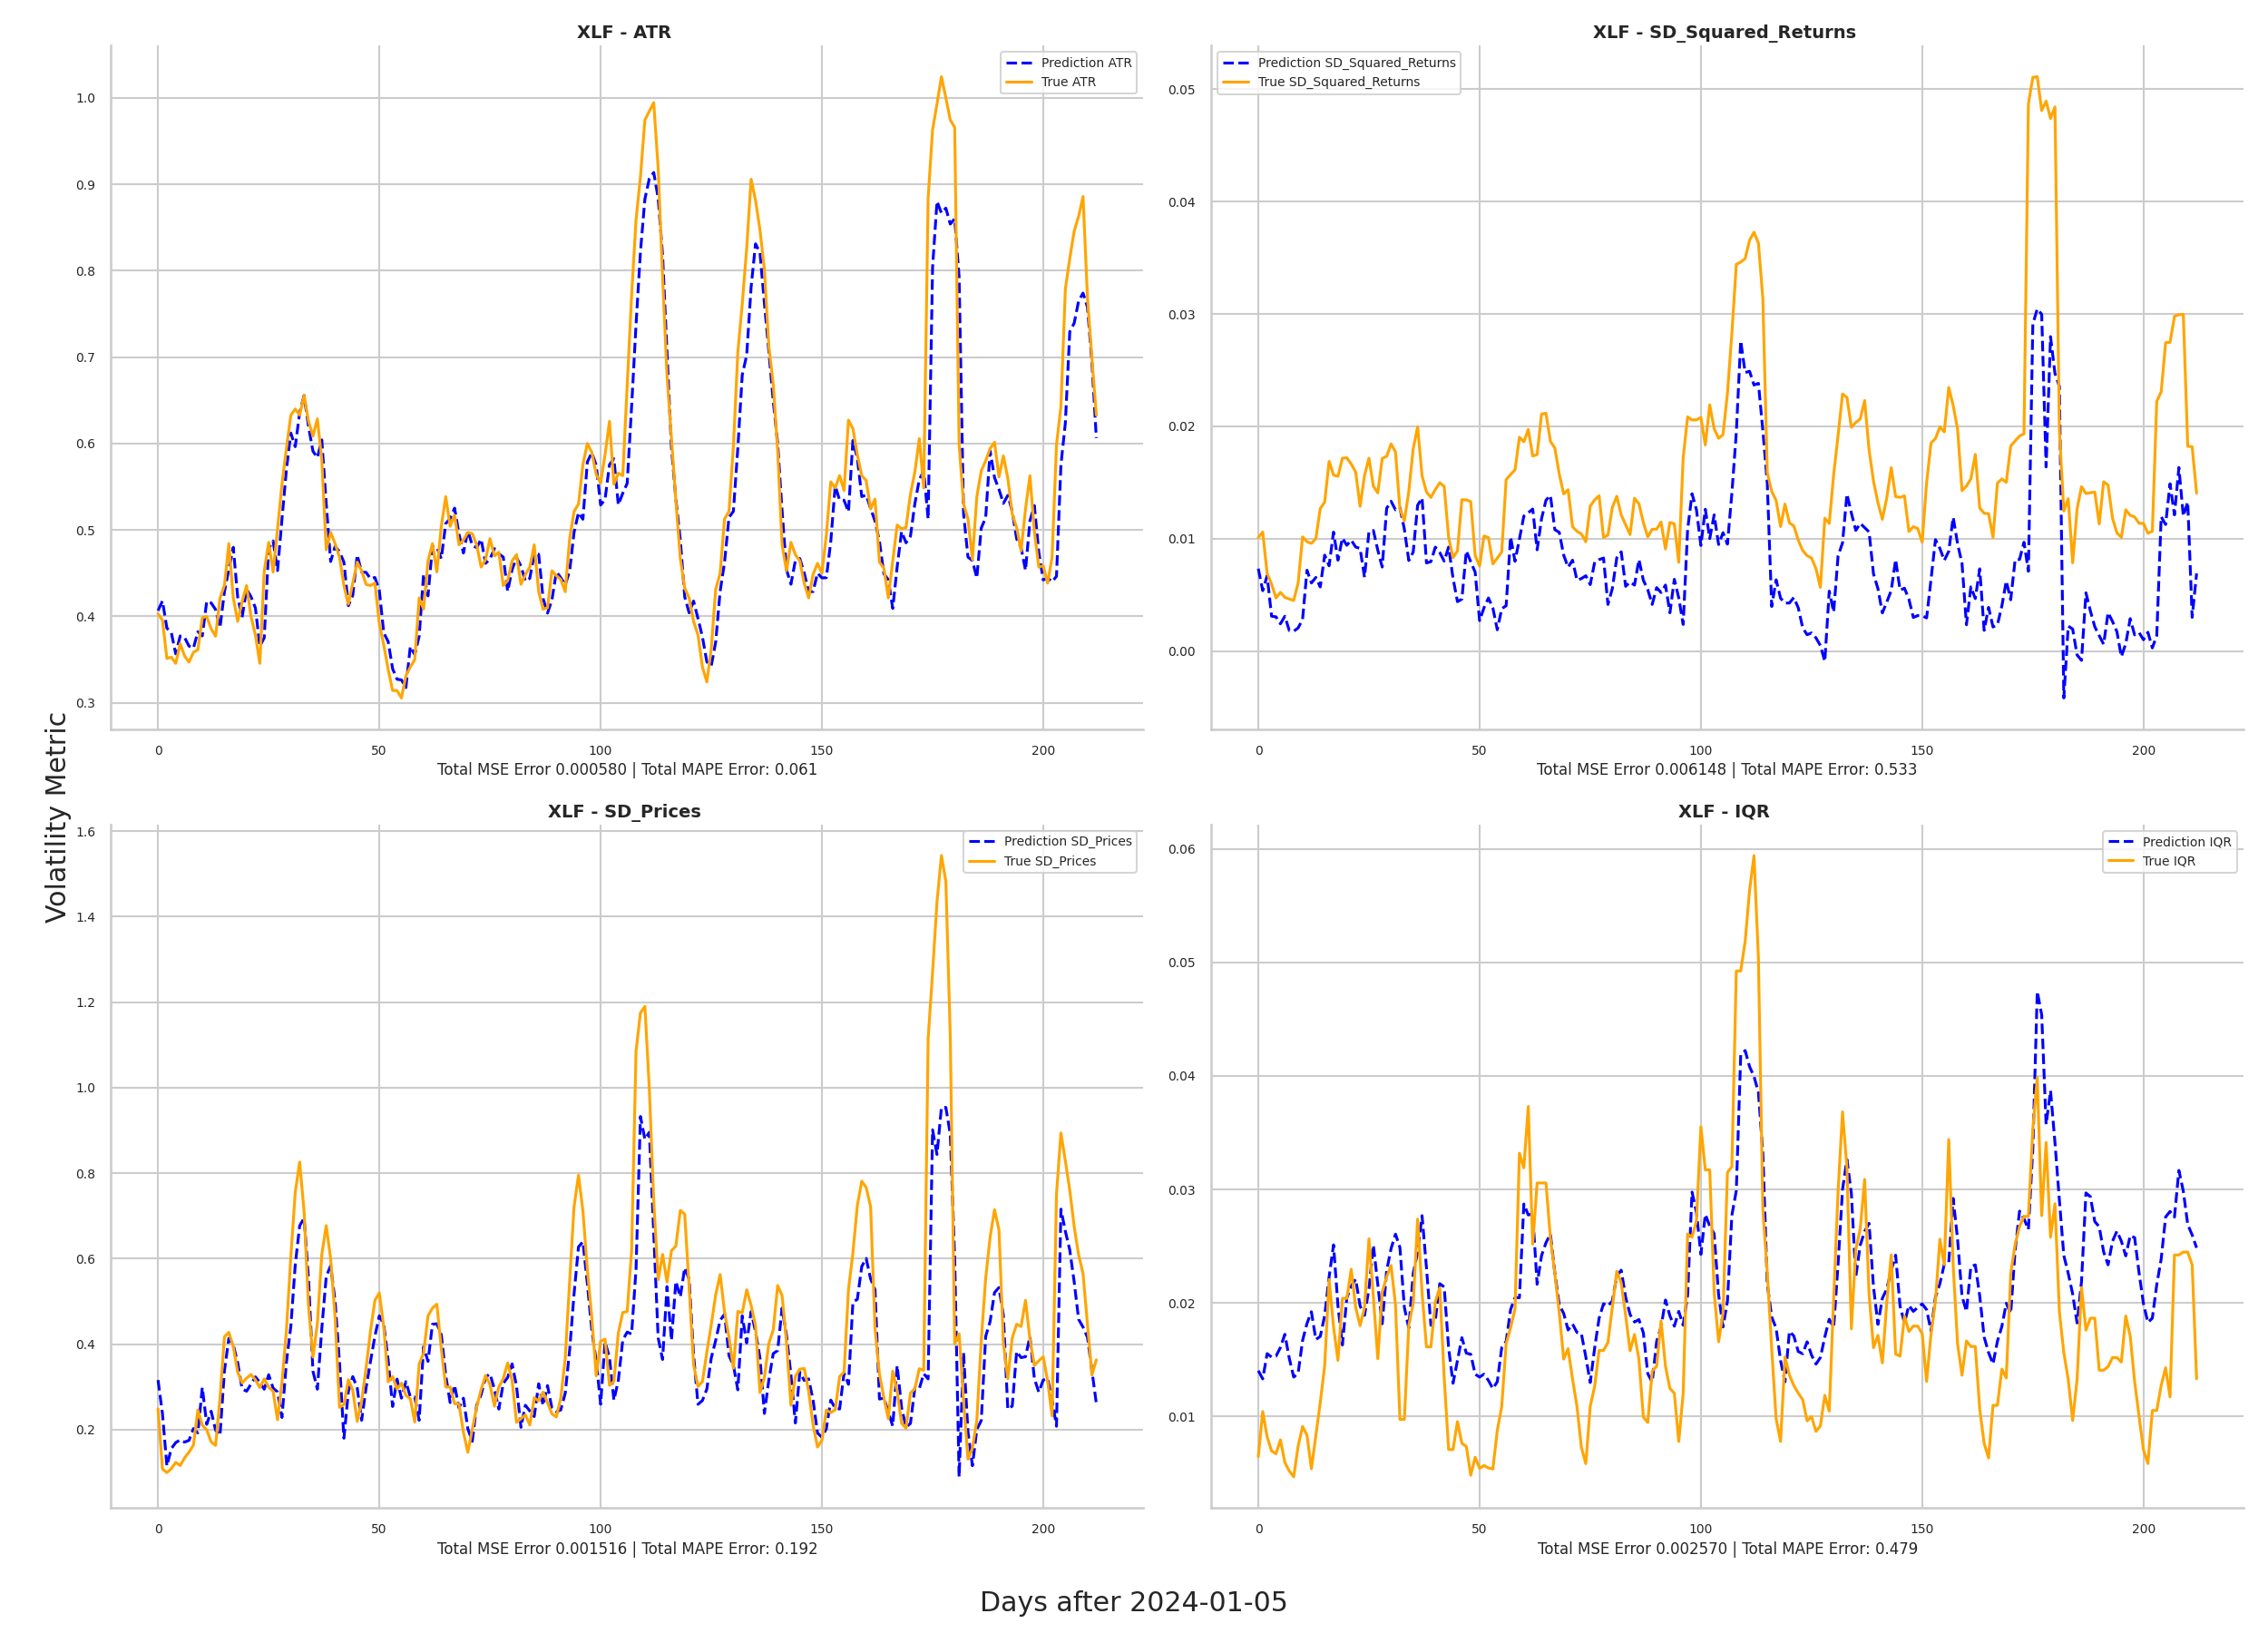 XLF - ATR
Prediction ATR
True ATR
1.0
0.9
0.8
0.7
0.6
0.5
0.4
0.3
0
50
100
150
200
Total MSE Error 0.000580 | Total MAPE Error: 0.061
XLF - SD_Squared_Returns
Prediction SD_Squared_Returns
True SD_Squared_Returns
0.05
0.04
0.03
0.02
0.01
0.00
0
50
100
150
200
Total MSE Error 0.006148 | Total MAPE Error: 0.533
Volatility Metric
XLF - SD_Prices
Prediction SD_Prices
True SD_Prices
1.6
1.4
1.2
1.0
0.8
0.6
0.4
0.2
0
50
100
150
200
Total MSE Error 0.001516 | Total MAPE Error: 0.192
XLF - IQR
Prediction IQR
True IQR
0.06
0.05
0.04
0.03
0.02
0.01
0
50
100
150
200
Total MSE Error 0.002570 | Total MAPE Error: 0.479
Days after 2024-01-05